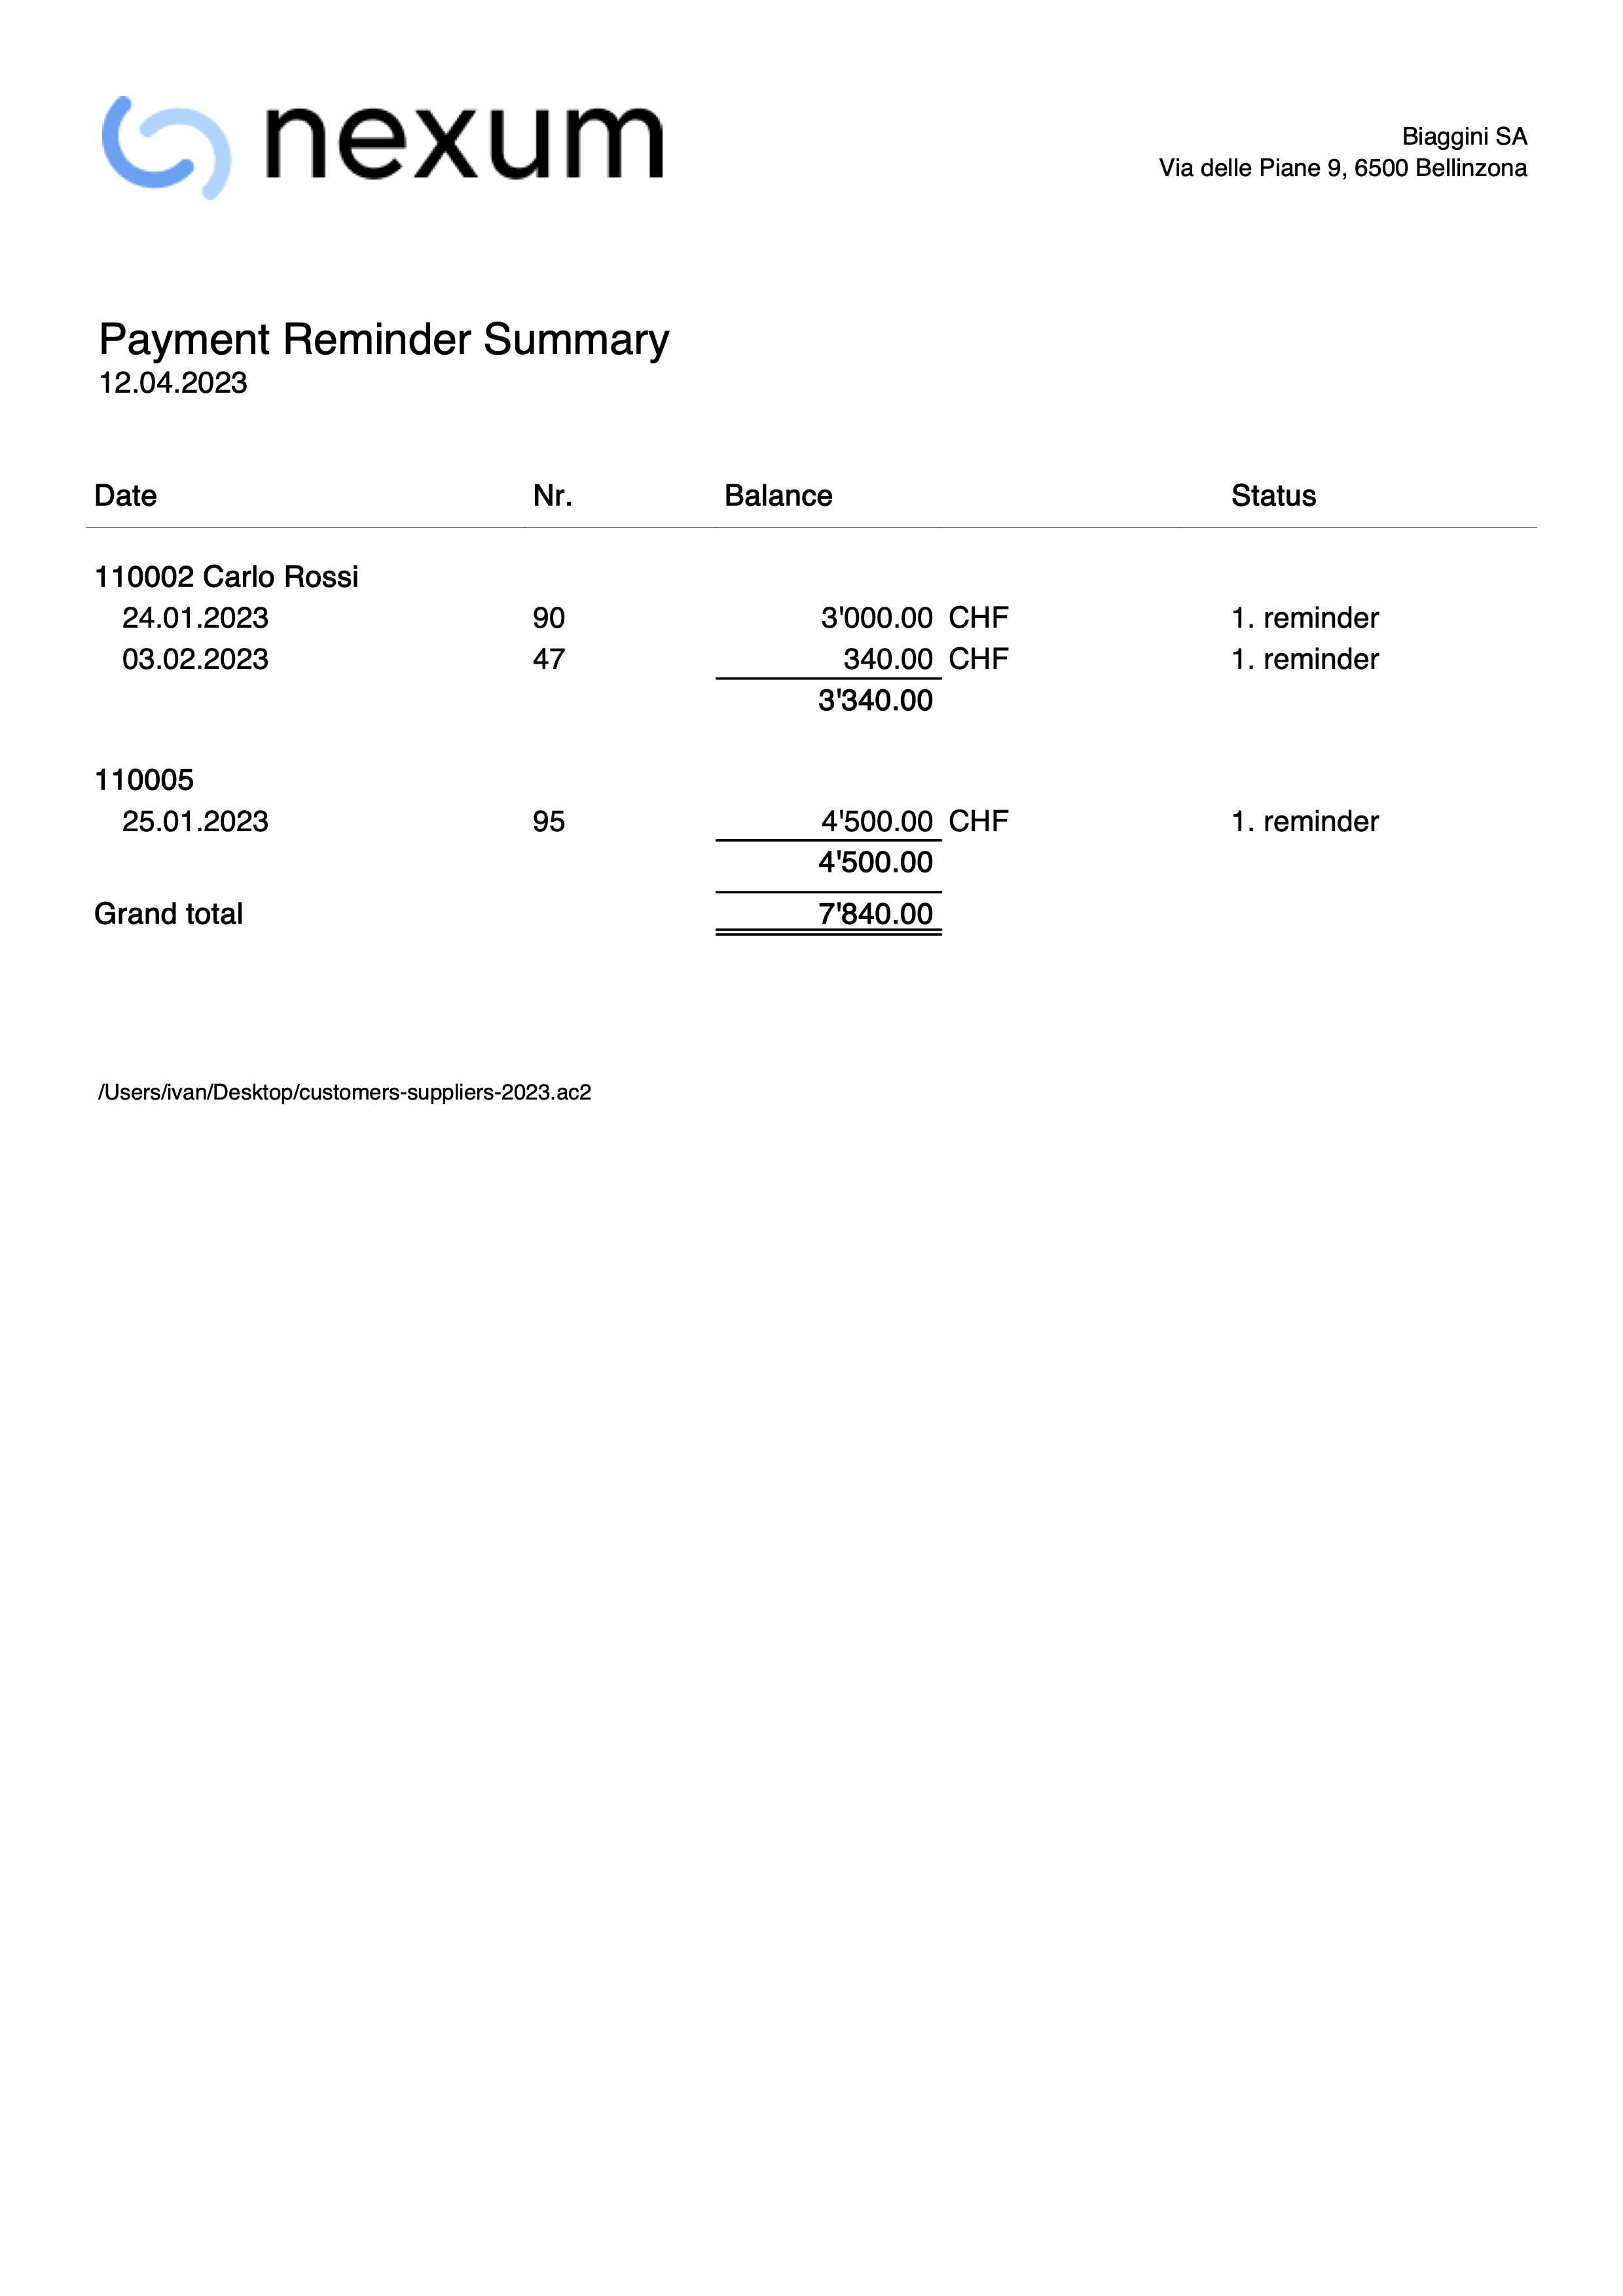 nexum
Biaggini SA
Via delle Piane 9, 6500 Bellinzona
Payment Reminder Summary
12.04.2023
Date Nr. Balance Status
110002 Carlo Rossi
24.01.2023 90 3'000.00 CHF 1. reminder
03.02.2023 47 340.00 CHF 1. reminder
3'340.00
110005
25.01.2023 95 4'500.00 CHF 1. reminder
4'500.00
Grand total 7'840.00
/Users/ivan/Desktop/customers-suppliers-2023.ac2